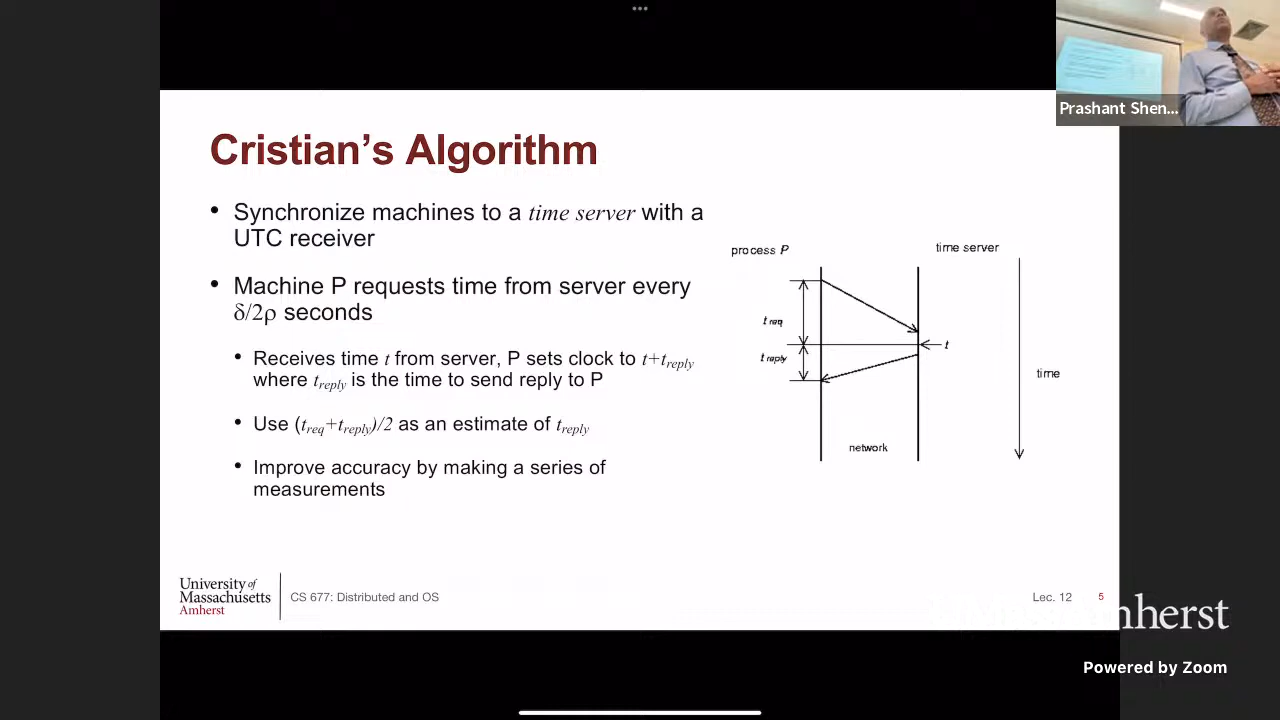 Prashant Shen...
Cristian’s Algorithm
• Synchronize machines to a time server with a
UTC receiver
• Machine P requests time from server every
δ/2ρ seconds
• Receives time t from server, P sets clock to t+treply
where treply is the time to send reply to P
• Use (treq+treply)/2 as an estimate of treply
• Improve accuracy by making a series of
measurements
process P
time server
treq
t
treply
time
network
University of
Massachusetts
Amherst
CS 677: Distributed and OS
Lec. 12
5
UMassAmherst
Powered by Zoom